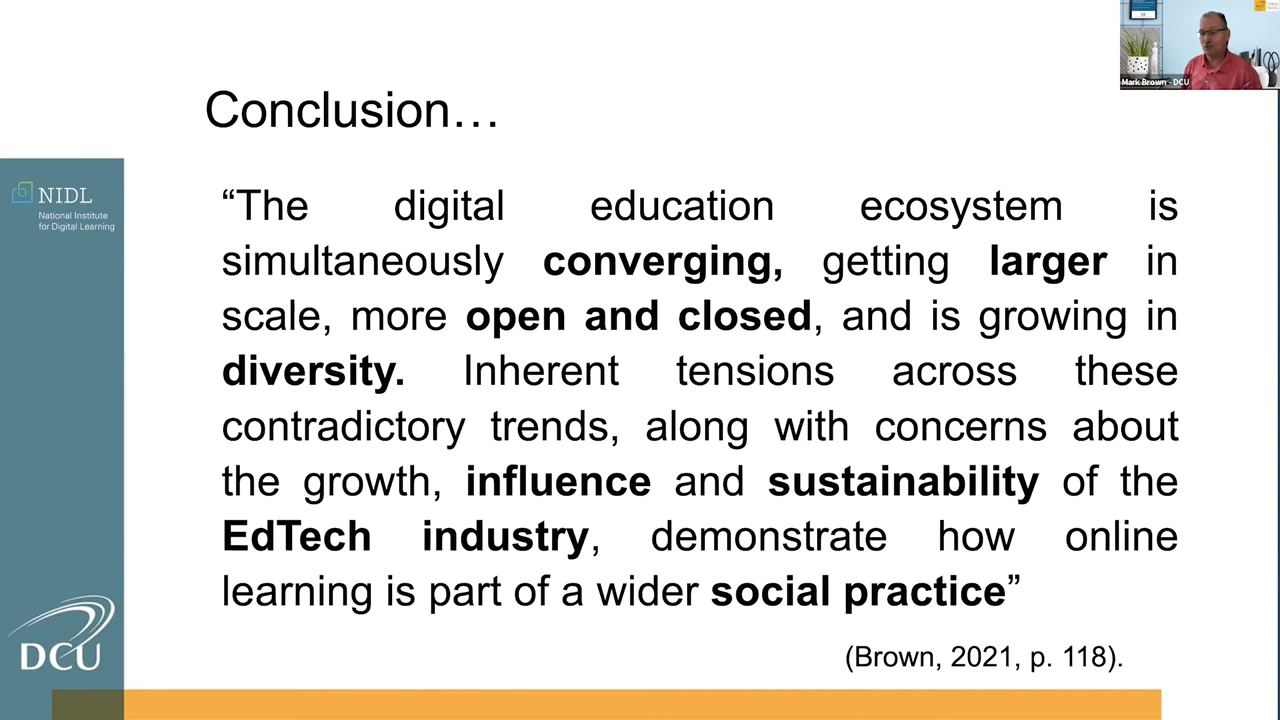 Mark Brown - DCU
Conclusion…
NIDL
National Institute
for Digital Learning
“The digital education ecosystem is
simultaneously converging, getting larger in
scale, more open and closed, and is growing in
diversity. Inherent tensions across these
contradictory trends, along with concerns about
the growth, influence and sustainability of the
EdTech industry, demonstrate how online
learning is part of a wider social practice”
(Brown, 2021, p. 118).
DCU